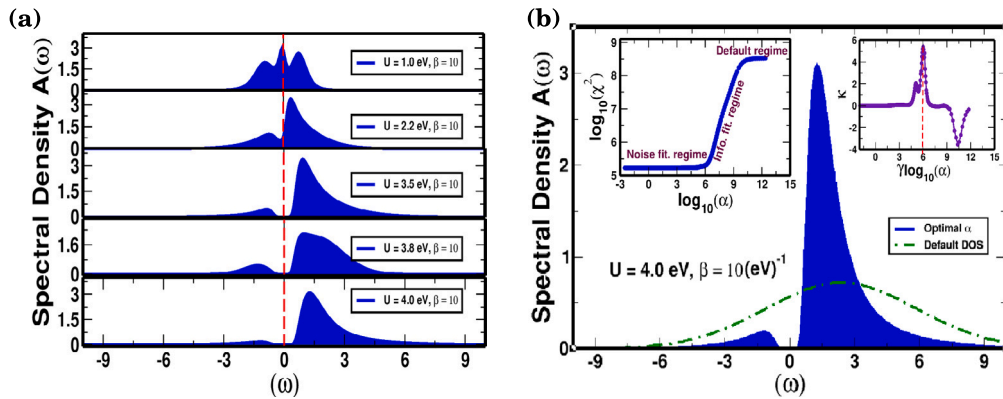 (a)
Spectral Density A(ω)
3
1.5
0
U = 1.0 eV, β = 10
3
1.5
0
U = 2.2 eV, β = 10
3
1.5
0
U = 3.5 eV, β = 10
1.6
0
U = 3.8 eV, β = 10
3
1.5
0
U = 4.0 eV, β = 10
-9 -6 -3 0 3 6 9
(ω)
(b)
Spectral Density A(ω)
3
2
1
0
log₁₀(χ²)
9
8
7
6
5
Default regime
Info. fit. regime
Noise fit. regime
-3 0 3 6 9 12 15
log₁₀(α)
κ
6
4
2
0
-2
-4
0 3 6 9 12 15
γlog₁₀(α)
Optimal α
Default DOS
U = 4.0 eV, β = 10(eV)⁻¹
-9 -6 -3 0 3 6 9
(ω)